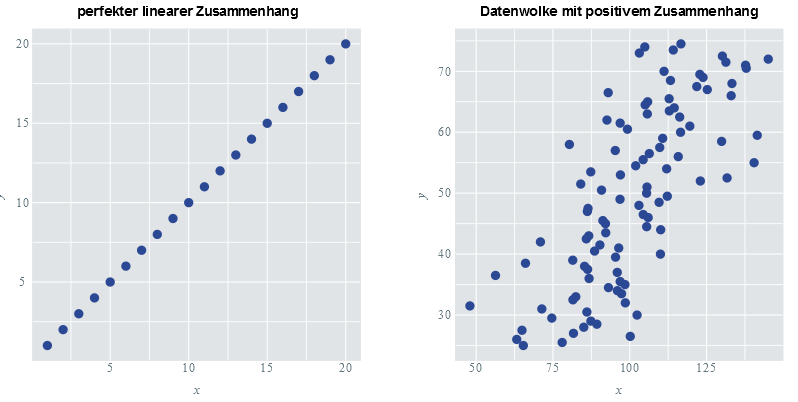 perfekter linearer Zusammenhang
20
15
10
5
y
5
10
15
20
x
Datenwolke mit positivem Zusammenhang
70
60
50
40
30
y
50
75
100
125
x